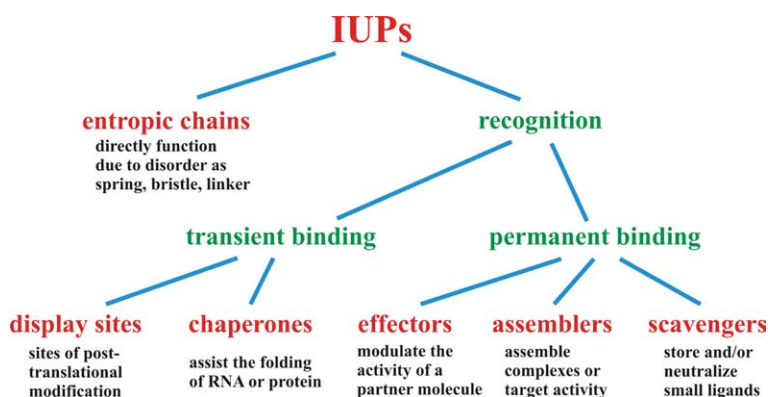 IUPs
entropic chains
directly function
due to disorder as
spring, bristle, linker
recognition
transient binding
permanent binding
display sites
sites of post-
translational
modification
chaperones
assist the folding
of RNA or protein
effectors
modulate the
activity of a
partner molecule
assemblers
assemble
complexes or
target activity
scavengers
store and/or
neutralize
small ligands